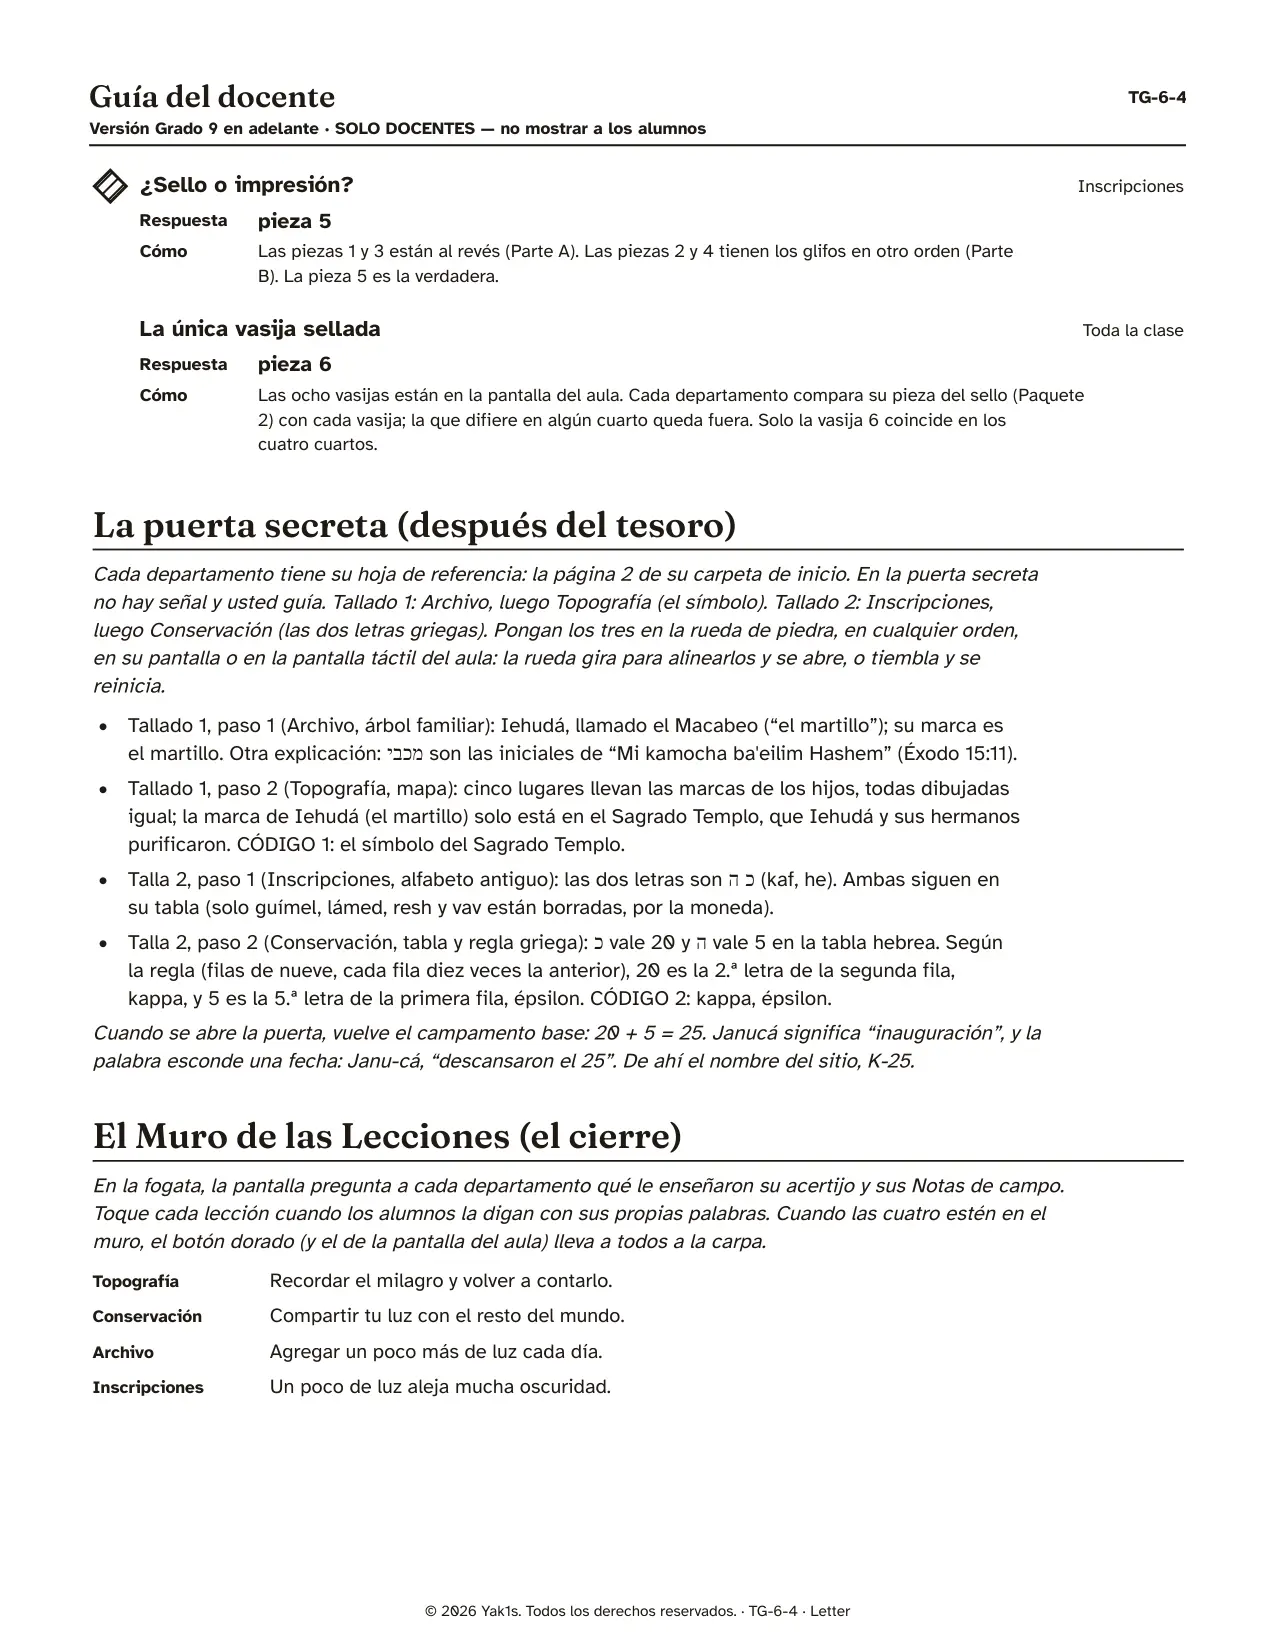 Guía del docente
TG-6-4
Versión Grado 9 en adelante · SOLO DOCENTES — no mostrar a los alumnos
¿Sello o impresión?
Inscripciones
Respuesta pieza 5
Cómo Las piezas 1 y 3 están al revés (Parte A). Las piezas 2 y 4 tienen los glifos en otro orden (Parte
B). La pieza 5 es la verdadera.
La única vasija sellada
Toda la clase
Respuesta pieza 6
Cómo Las ocho vasijas están en la pantalla del aula. Cada departamento compara su pieza del sello (Paquete
2) con cada vasija; la que difiere en algún cuarto queda fuera. Solo la vasija 6 coincide en los
cuatro cuartos.
La puerta secreta (después del tesoro)
Cada departamento tiene su hoja de referencia: la página 2 de su carpeta de inicio. En la puerta secreta
no hay señal y usted guía. Tallado 1: Archivo, luego Topografía (el símbolo). Tallado 2: Inscripciones,
luego Conservación (las dos letras griegas). Pongan los tres en la rueda de piedra, en cualquier orden,
en su pantalla o en la pantalla táctil del aula: la rueda gira para alinearlos y se abre, o tiembla y se
reinicia.
• Tallado 1, paso 1 (Archivo, árbol familiar): Iehudá, llamado el Macabeo (“el martillo”); su marca es
el martillo. Otra explicación: מכבי son las iniciales de “Mi kamocha ba'eilim Hashem” (Éxodo 15:11).
• Tallado 1, paso 2 (Topografía, mapa): cinco lugares llevan las marcas de los hijos, todas dibujadas
igual; la marca de Iehudá (el martillo) solo está en el Sagrado Templo, que Iehudá y sus hermanos
purificaron. CÓDIGO 1: el símbolo del Sagrado Templo.
• Talla 2, paso 1 (Inscripciones, alfabeto antiguo): las dos letras son כ ה (kaf, he). Ambas siguen en
su tabla (solo guímel, lámed, resh y vav están borradas, por la moneda).
• Talla 2, paso 2 (Conservación, tabla y regla griega): כ vale 20 y ה vale 5 en la tabla hebrea. Según
la regla (filas de nueve, cada fila diez veces la anterior), 20 es la 2.ª letra de la segunda fila,
kappa, y 5 es la 5.ª letra de la primera fila, épsilon. CÓDIGO 2: kappa, épsilon.
Cuando se abre la puerta, vuelve el campamento base: 20 + 5 = 25. Janucá significa “inauguración”, y la
palabra esconde una fecha: Janu-cá, “descansaron el 25”. De ahí el nombre del sitio, K-25.
El Muro de las Lecciones (el cierre)
En la fogata, la pantalla pregunta a cada departamento qué le enseñaron su acertijo y sus Notas de campo.
Toque cada lección cuando los alumnos la digan con sus propias palabras. Cuando las cuatro estén en el
muro, el botón dorado (y el de la pantalla del aula) lleva a todos a la carpa.
Topografía Recordar el milagro y volver a contarlo.
Conservación Compartir tu luz con el resto del mundo.
Archivo Agregar un poco más de luz cada día.
Inscripciones Un poco de luz aleja mucha oscuridad.
© 2026 Yak1s. Todos los derechos reservados. · TG-6-4 · Letter